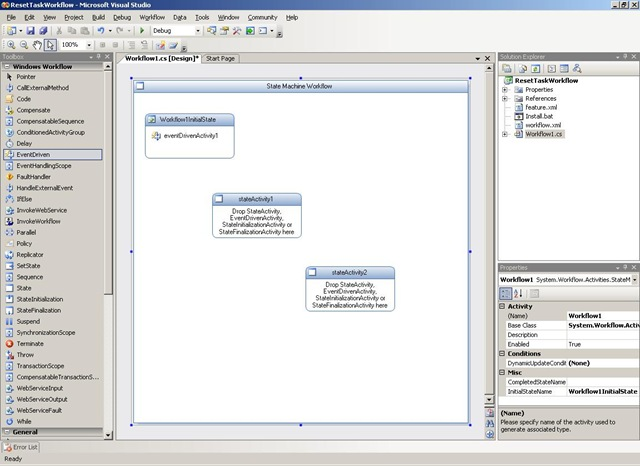 ResetTaskWorkflow - Microsoft Visual Studio
File Edit View Project Build Debug Workflow Data Tools Window Community Help
Debug
100%
Toolbox
Windows Workflow
Pointer
CallExternalMethod
Code
Compensate
CompensatableSequence
ConditionedActivityGroup
Delay
EventDriven
EventHandlingScope
FaultHandler
HandleExternalEvent
IfElse
InvokeWebService
InvokeWorkflow
Parallel
Policy
Replicator
SetState
Sequence
State
StateInitialization
StateFinalization
Suspend
SynchronizationScope
Terminate
Throw
TransactionScope
CompensatableTransactionS...
WebServiceInput
WebServiceOutput
WebServiceFault
While
General
Workflow1.cs [Design]* Start Page
State Machine Workflow
Workflow1InitialState
eventDrivenActivity1
stateActivity1
Drop StateActivity,
EventDrivenActivity,
StateInitializationActivity or
StateFinalizationActivity here
stateActivity2
Drop StateActivity,
EventDrivenActivity,
StateInitializationActivity or
StateFinalizationActivity here
Solution Explorer
ResetTaskWorkflow
Properties
References
feature.xml
Install.bat
workflow.xml
Workflow1.cs
Properties
Workflow1 System.Workflow.Activities.StateM
Activity
(Name) Workflow1
Base Class System.Workflow.Activ
Description
Enabled True
Conditions
DynamicUpdateCondit (None)
Misc
CompletedStateName
InitialStateName Workflow1InitialState
(Name)
Please specify name of the activity used to
generate associated type.
Error List
Ready